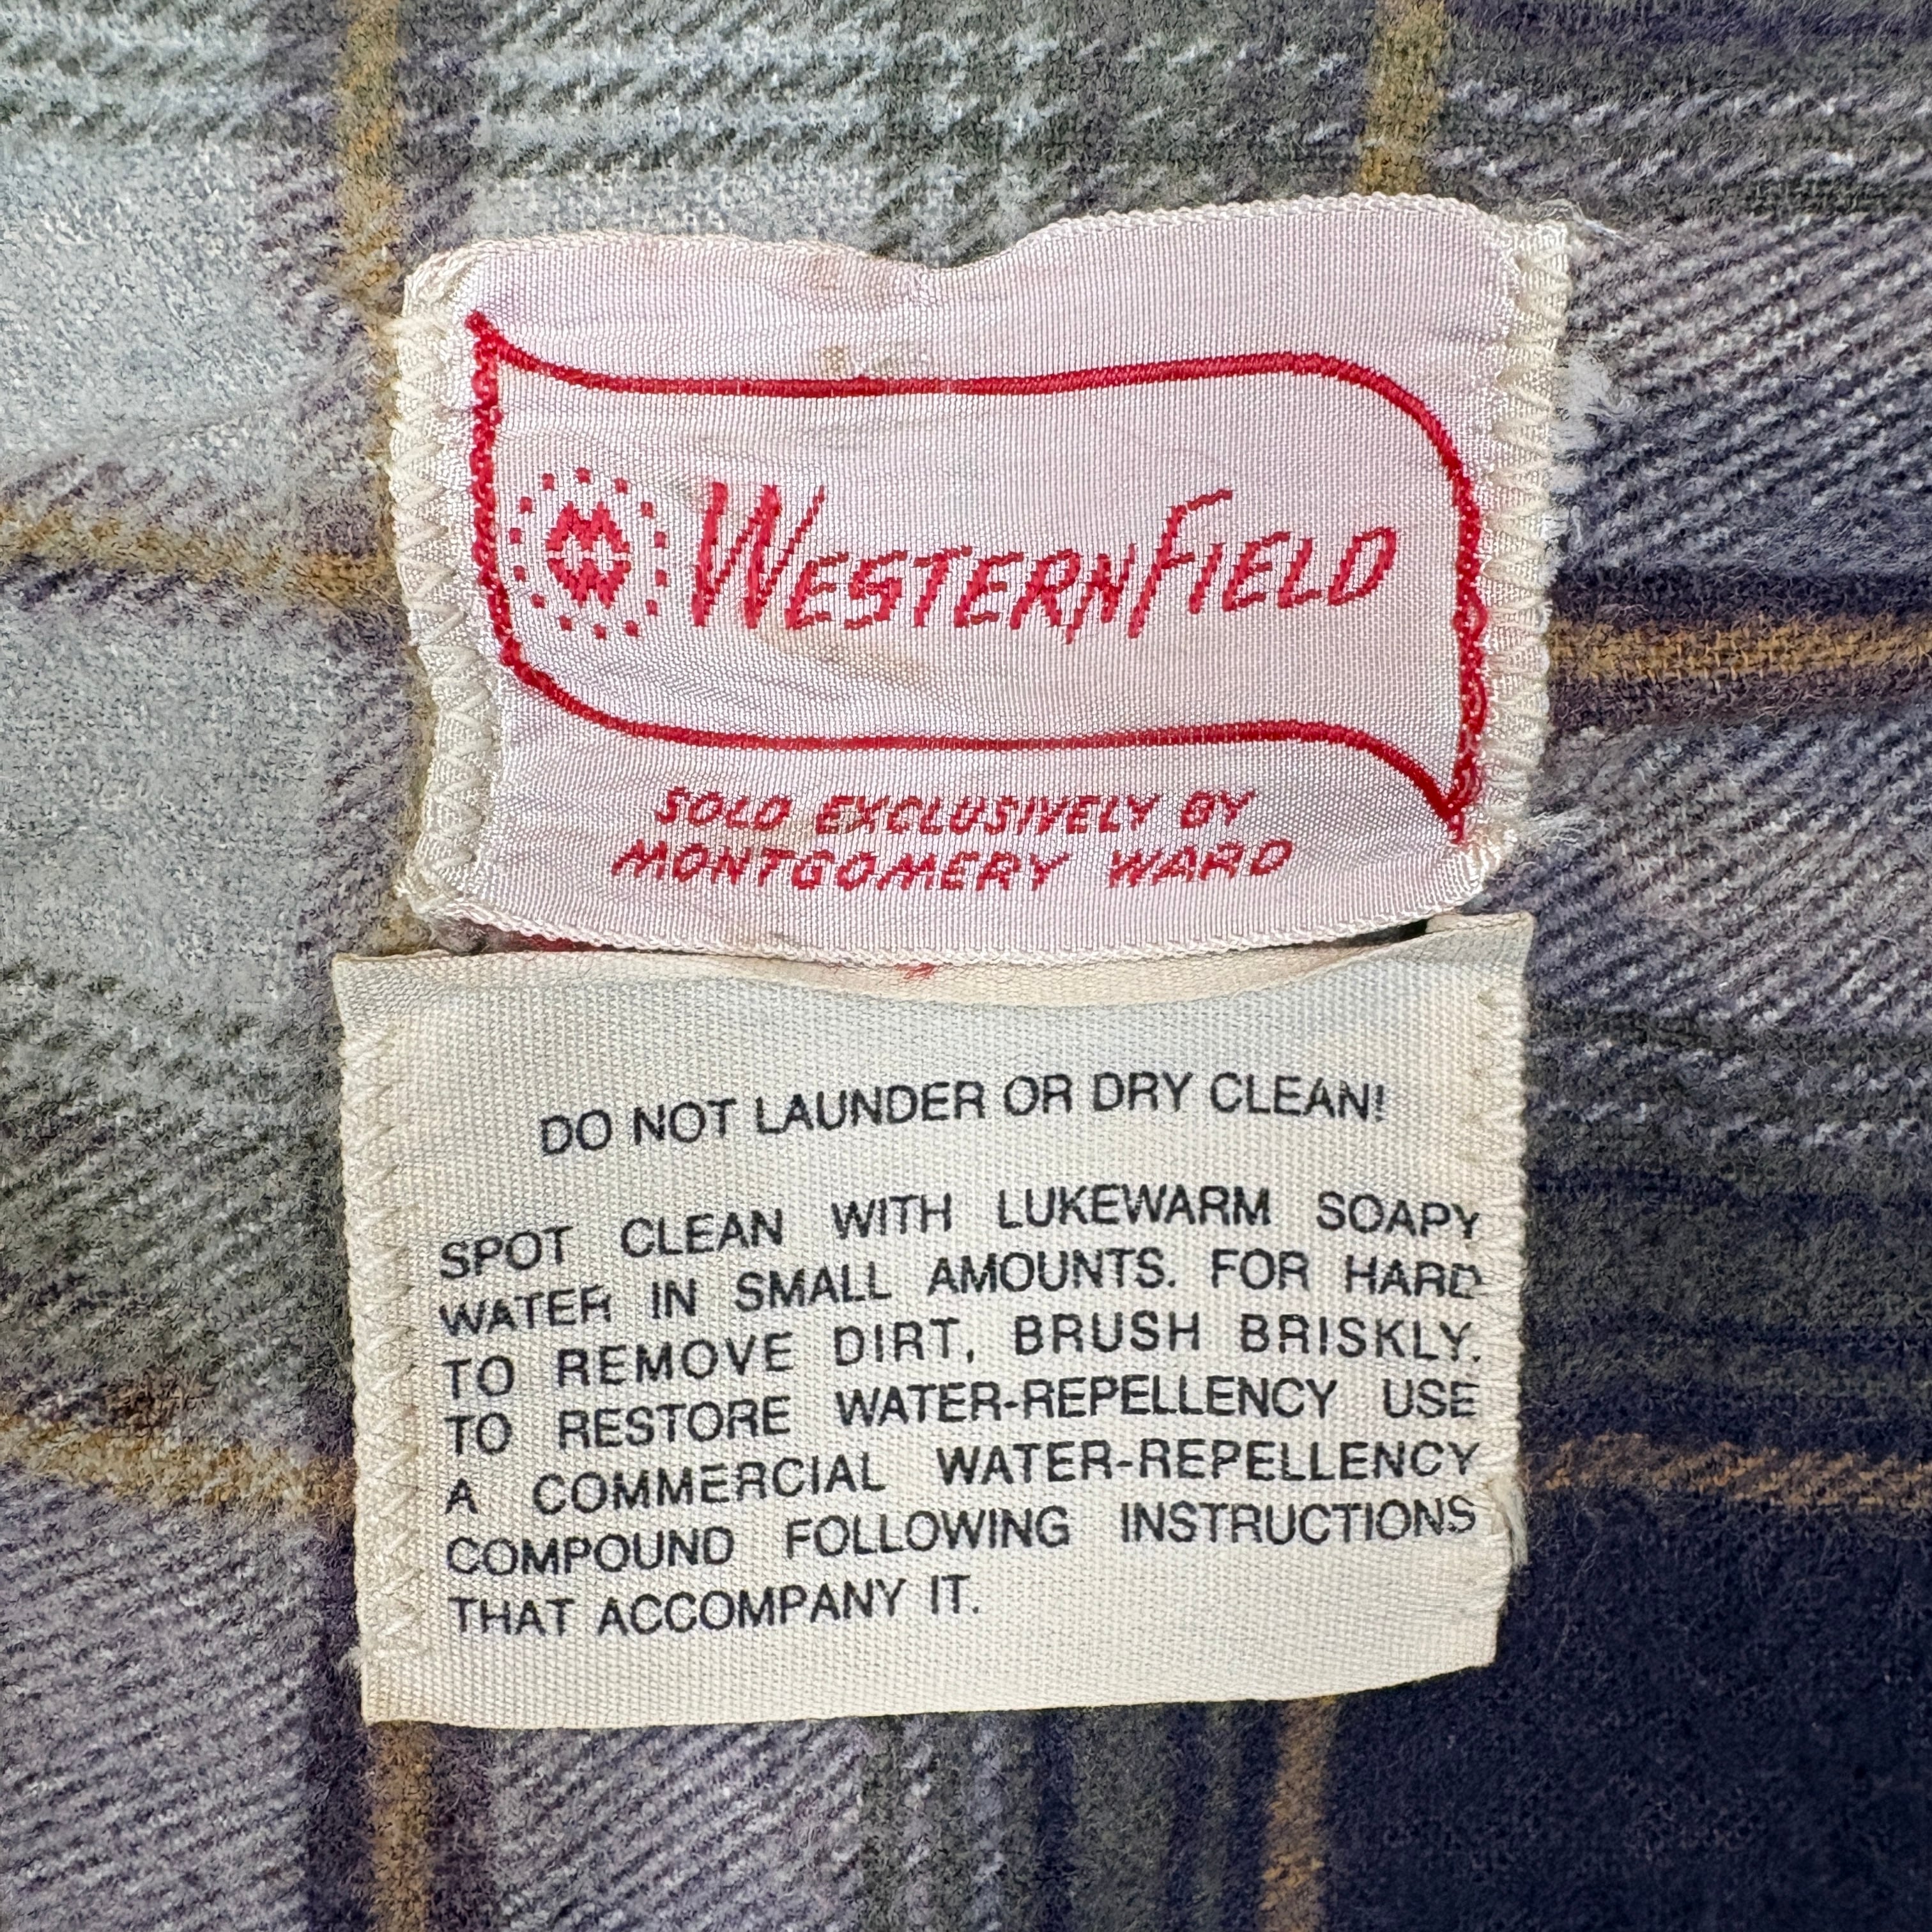 MW WESTERNFIELD
SOLD EXCLUSIVELY BY
MONTGOMERY WARD
DO NOT LAUNDER OR DRY CLEAN!
SPOT CLEAN WITH LUKEWARM SOAPY
WATER IN SMALL AMOUNTS. FOR HARD
TO REMOVE DIRT, BRUSH BRISKLY.
TO RESTORE WATER-REPELLENCY USE
A COMMERCIAL WATER-REPELLENCY
COMPOUND FOLLOWING INSTRUCTIONS
THAT ACCOMPANY IT.